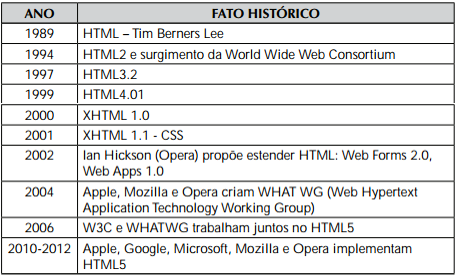 ANO FATO HISTÓRICO
1989 HTML – Tim Berners Lee
1994 HTML2 e surgimento da World Wide Web Consortium
1997 HTML3.2
1999 HTML4.01
2000 XHTML 1.0
2001 XHTML 1.1 - CSS
2002 Ian Hickson (Opera) propõe estender HTML: Web Forms 2.0,
Web Apps 1.0
2004 Apple, Mozilla e Opera criam WHAT WG (Web Hypertext
Application Technology Working Group)
2006 W3C e WHATWG trabalham juntos no HTML5
2010-2012 Apple, Google, Microsoft, Mozilla e Opera implementam
HTML5